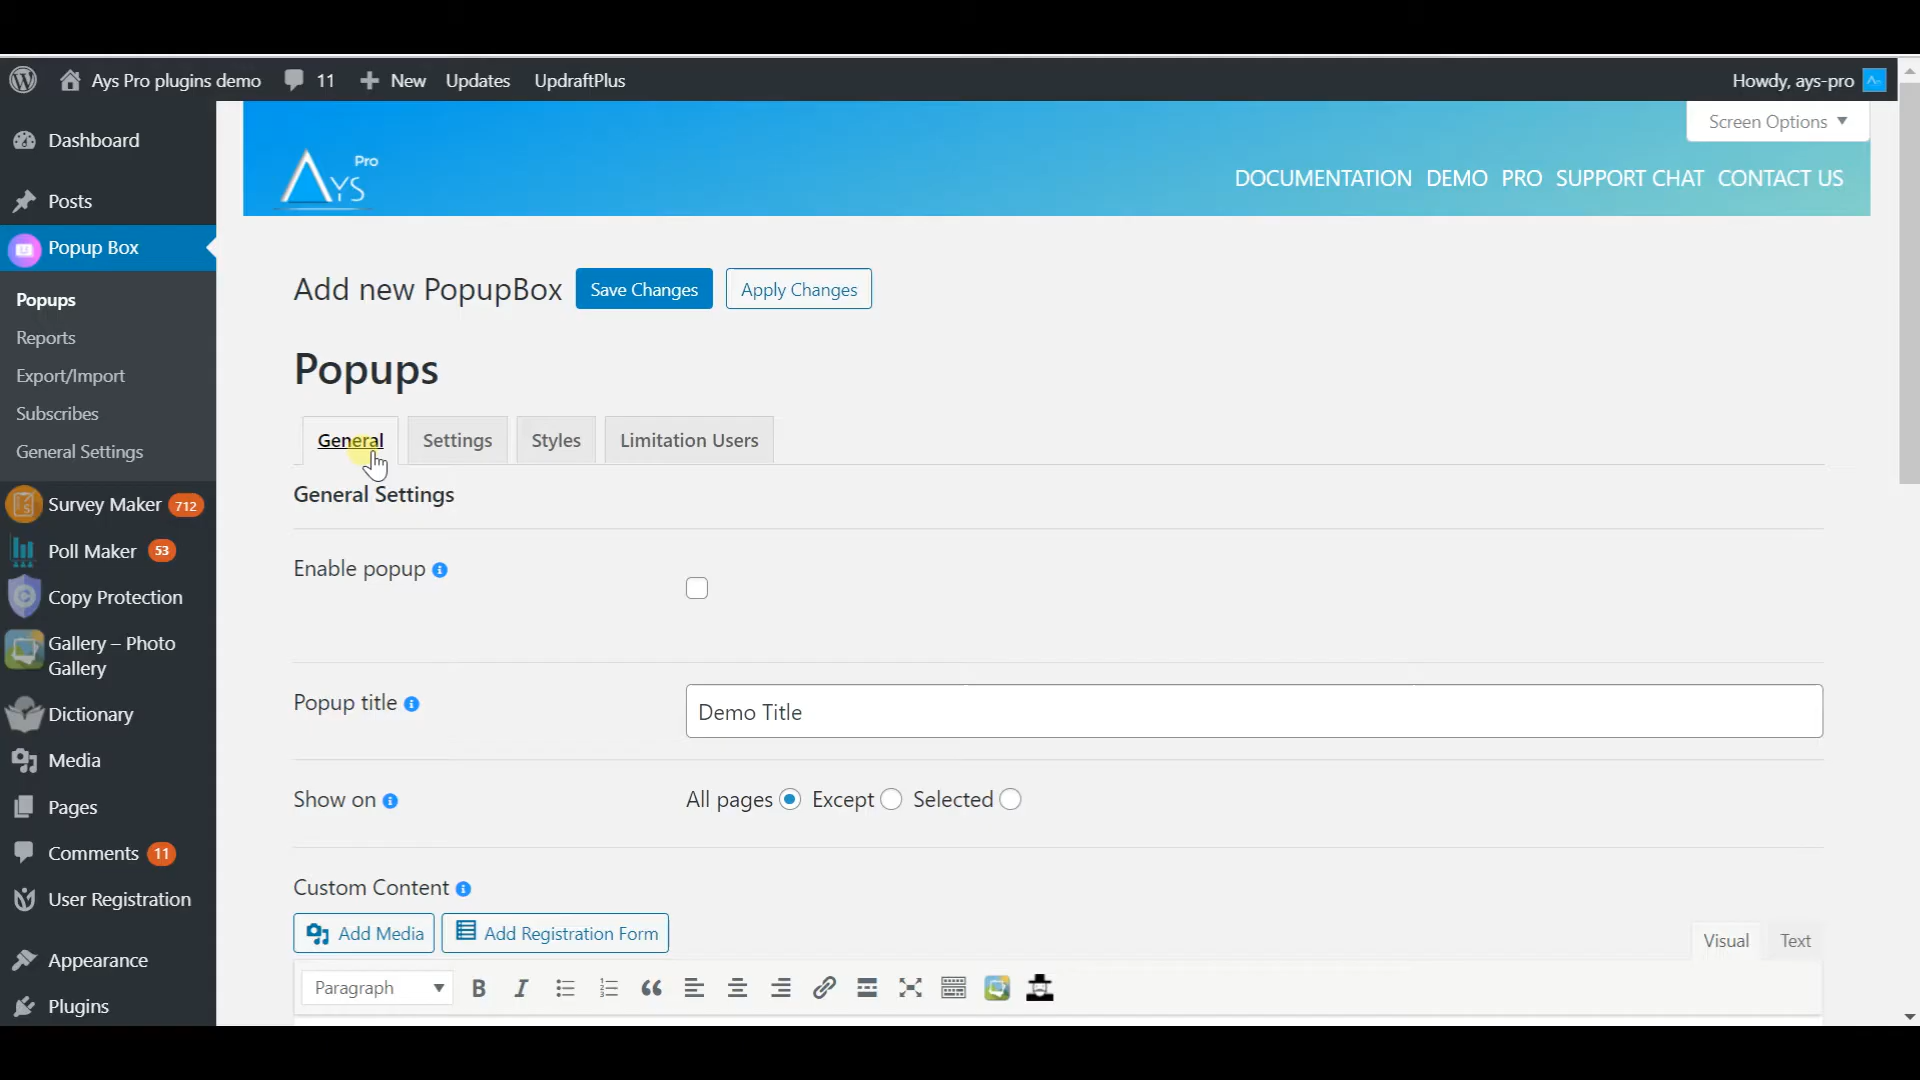 Ays Pro plugins demo 11 New Updates UpdraftPlus Howdy, ays-pro
Screen Options
AYS Pro
DOCUMENTATION DEMO PRO SUPPORT CHAT CONTACT US
Dashboard
Posts
Popup Box
Popups
Reports
Export/Import
Subscribes
General Settings
Survey Maker 712
Poll Maker 53
Copy Protection
Gallery – Photo
Gallery
Dictionary
Media
Pages
Comments 11
User Registration
Appearance
Plugins
Add new PopupBox Save Changes Apply Changes
Popups
General Settings Styles Limitation Users
General Settings
Enable popup
Popup title Demo Title
Show on All pages Except Selected
Custom Content
Add Media Add Registration Form
Visual Text
Paragraph B I